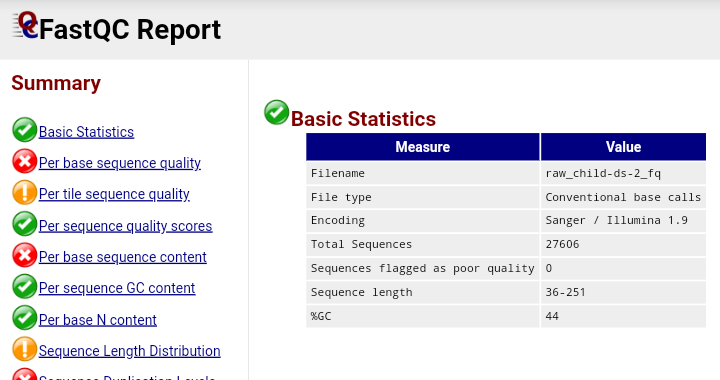 FastQC Report
Summary
Basic Statistics
Per base sequence quality
Per tile sequence quality
Per sequence quality scores
Per base sequence content
Per sequence GC content
Per base N content
Sequence Length Distribution
Sequence Duplication Levels
Basic Statistics
Measure Value
Filename raw_child-ds-2_fq
File type Conventional base calls
Encoding Sanger / Illumina 1.9
Total Sequences 27606
Sequences flagged as poor quality 0
Sequence length 36-251
%GC 44